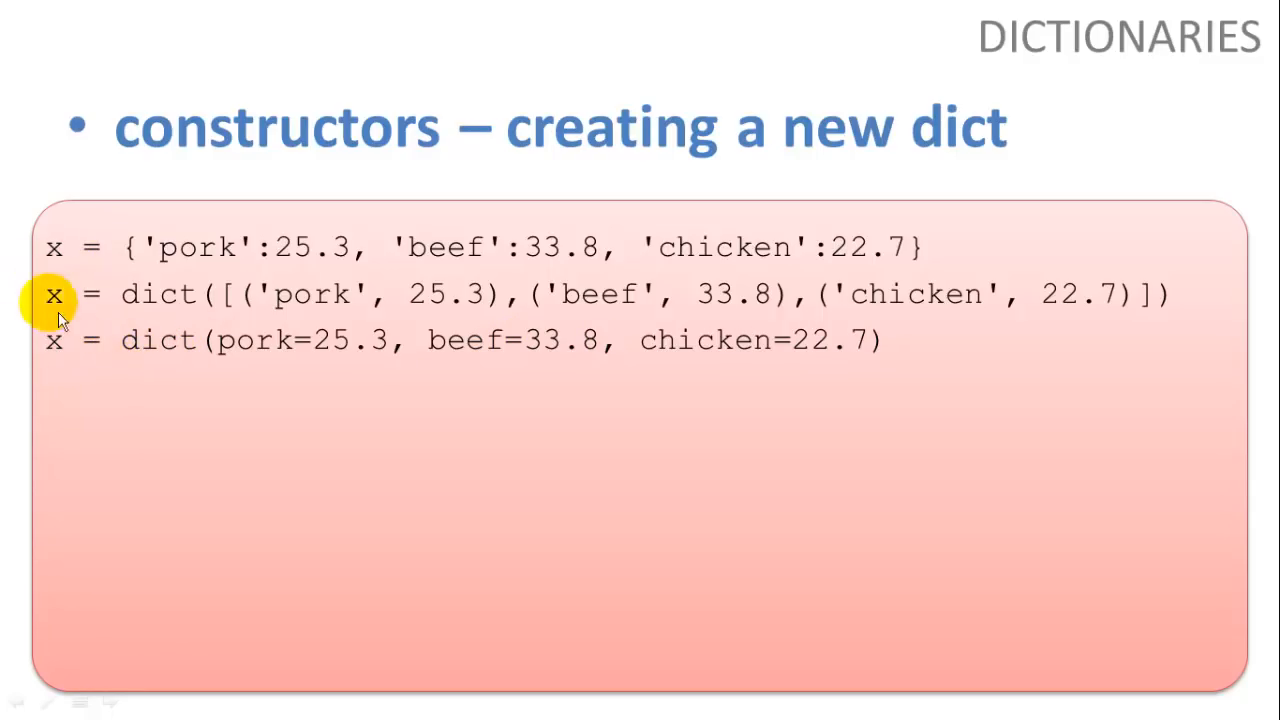 DICTIONARIES
• constructors – creating a new dict
x = {'pork':25.3, 'beef':33.8, 'chicken':22.7}
x = dict([('pork', 25.3),('beef', 33.8),('chicken', 22.7)])
x = dict(pork=25.3, beef=33.8, chicken=22.7)